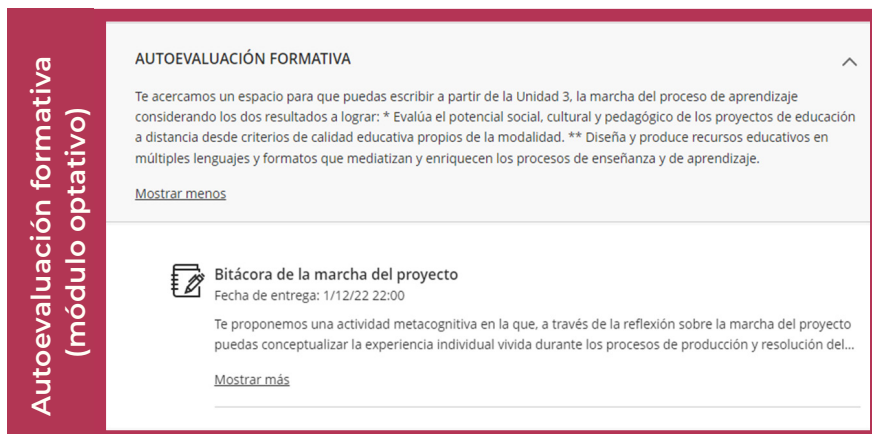 Autoevaluación formativa
(módulo optativo)
AUTOEVALUACIÓN FORMATIVA
Te acercamos un espacio para que puedas escribir a partir de la Unidad 3, la marcha del proceso de aprendizaje
considerando los dos resultados a lograr: * Evalúa el potencial social, cultural y pedagógico de los proyectos de educación
a distancia desde criterios de calidad educativa propios de la modalidad. ** Diseña y produce recursos educativos en
múltiples lenguajes y formatos que mediatizan y enriquecen los procesos de enseñanza y de aprendizaje.
Mostrar menos
Bitácora de la marcha del proyecto
Fecha de entrega: 1/12/22 22:00
Te proponemos una actividad metacognitiva en la que, a través de la reflexión sobre la marcha del proyecto
puedas conceptualizar la experiencia individual vivida durante los procesos de producción y resolución del...
Mostrar más